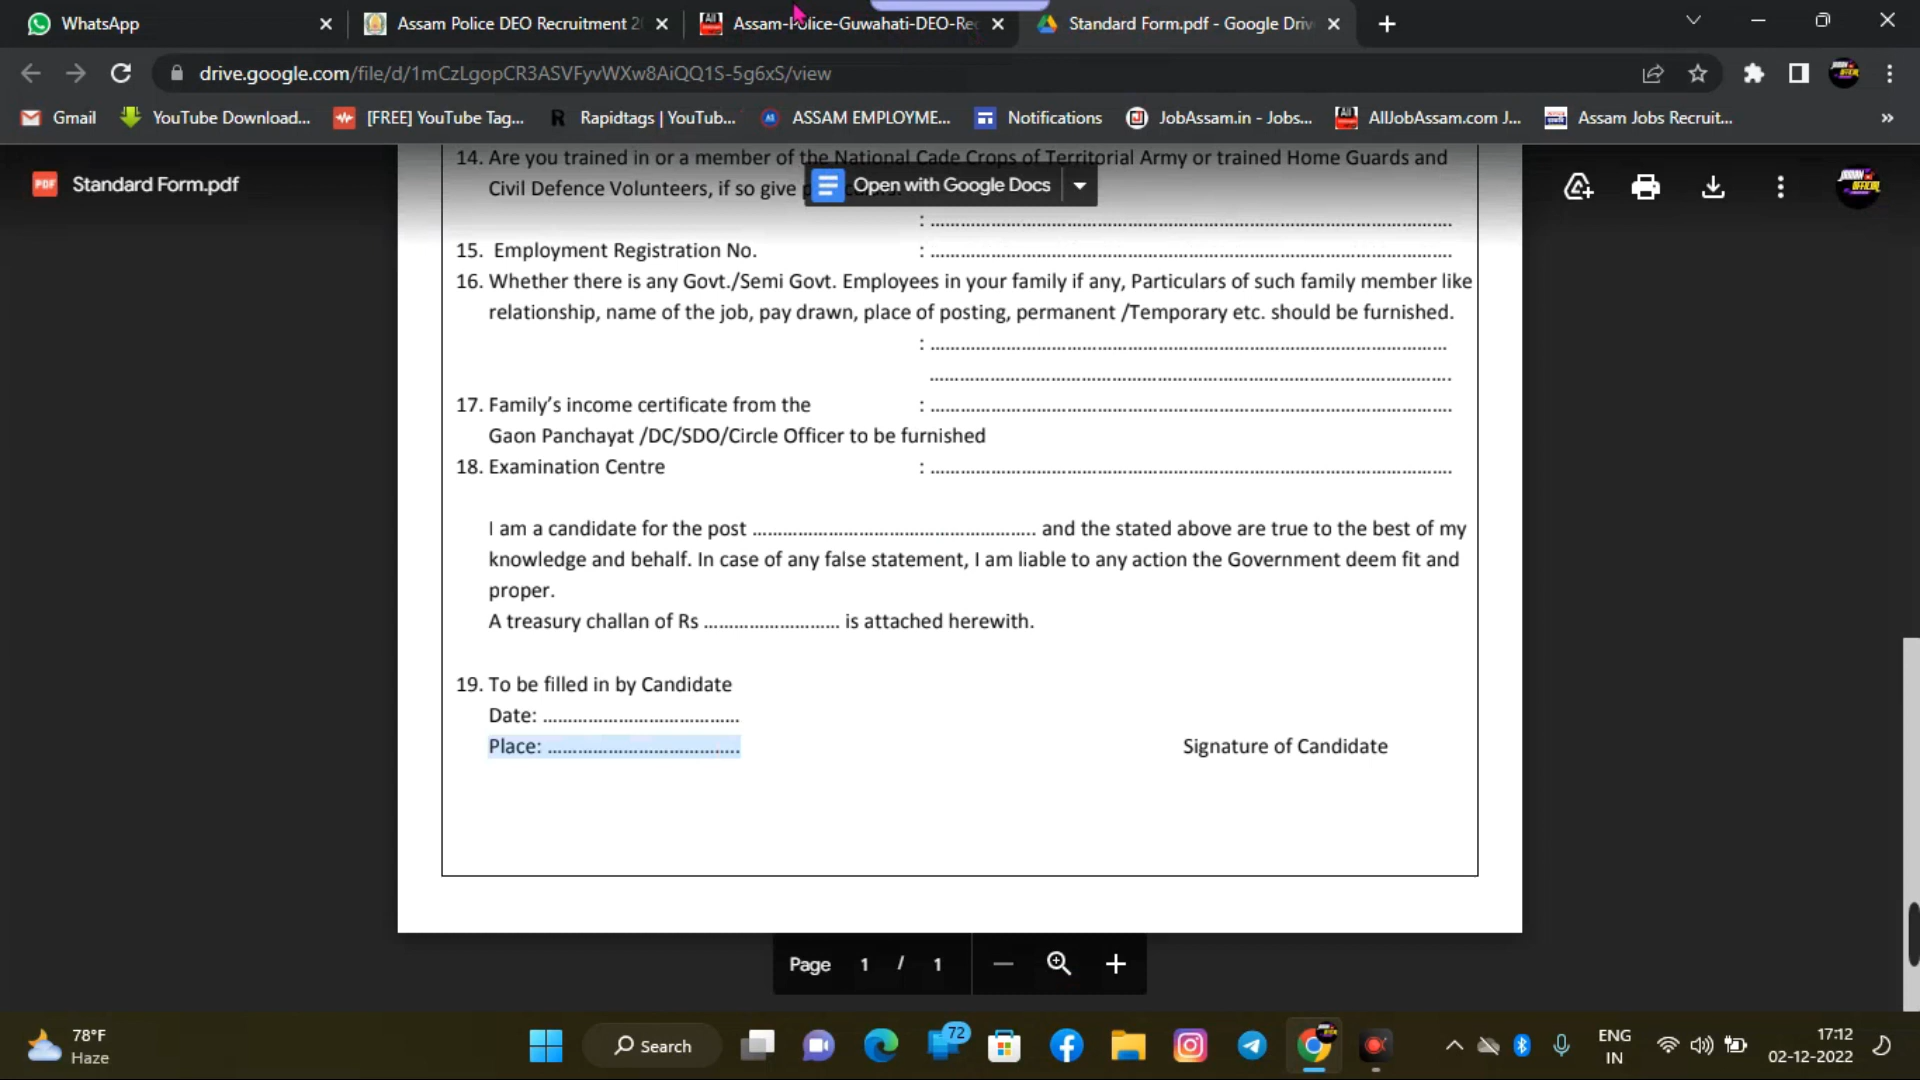 WhatsApp
Assam Police DEO Recruitment 2
Assam-Police-Guwahati-DEO-Re
Standard Form.pdf - Google Driv
drive.google.com/file/d/1mCzLgopCR3ASVFyvWXw8AiQQ1S-5g6xS/view
Gmail
YouTube Download...
[FREE] YouTube Tag...
Rapidtags | YouTub...
ASSAM EMPLOYME...
Notifications
JobAssam.in - Jobs...
AllJobAssam.com J...
Assam Jobs Recruit...
»
PDF Standard Form.pdf
Open with Google Docs
14. Are you trained in or a member of the National Cade Crops of Territorial Army or trained Home Guards and
Civil Defence Volunteers, if so give
: ........................................................................................
15. Employment Registration No. : ........................................................................................
16. Whether there is any Govt./Semi Govt. Employees in your family if any, Particulars of such family member like
relationship, name of the job, pay drawn, place of posting, permanent /Temporary etc. should be furnished.
: ........................................................................................
........................................................................................
17. Family's income certificate from the : ........................................................................................
Gaon Panchayat /DC/SDO/Circle Officer to be furnished
18. Examination Centre : ........................................................................................
I am a candidate for the post ................................................ and the stated above are true to the best of my
knowledge and behalf. In case of any false statement, I am liable to any action the Government deem fit and
proper.
A treasury challan of Rs ........................... is attached herewith.
19. To be filled in by Candidate
Date: .......................................
Place: ...................................... Signature of Candidate
Page 1 / 1
78°F
Haze
Search
72
ENG
IN
17:12
02-12-2022